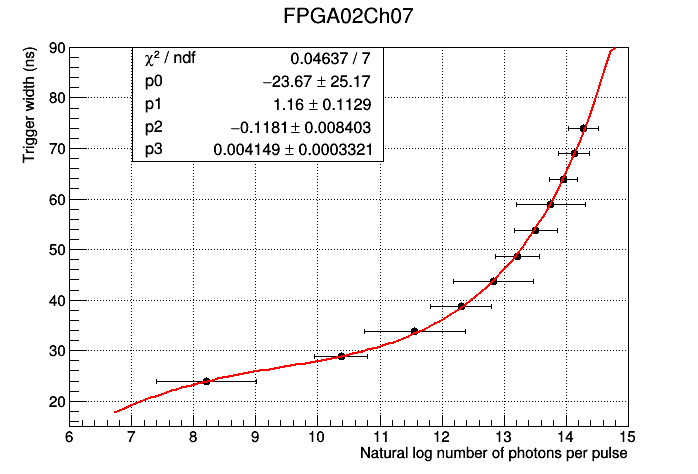 FPGA02Ch07
χ² / ndf 0.04637 / 7
p0 −23.67 ± 25.17
p1 1.16 ± 0.1129
p2 −0.1181 ± 0.008403
p3 0.004149 ± 0.0003321
Trigger width (ns)
90
80
70
60
50
40
30
20
6 7 8 9 10 11 12 13 14 15
Natural log number of photons per pulse